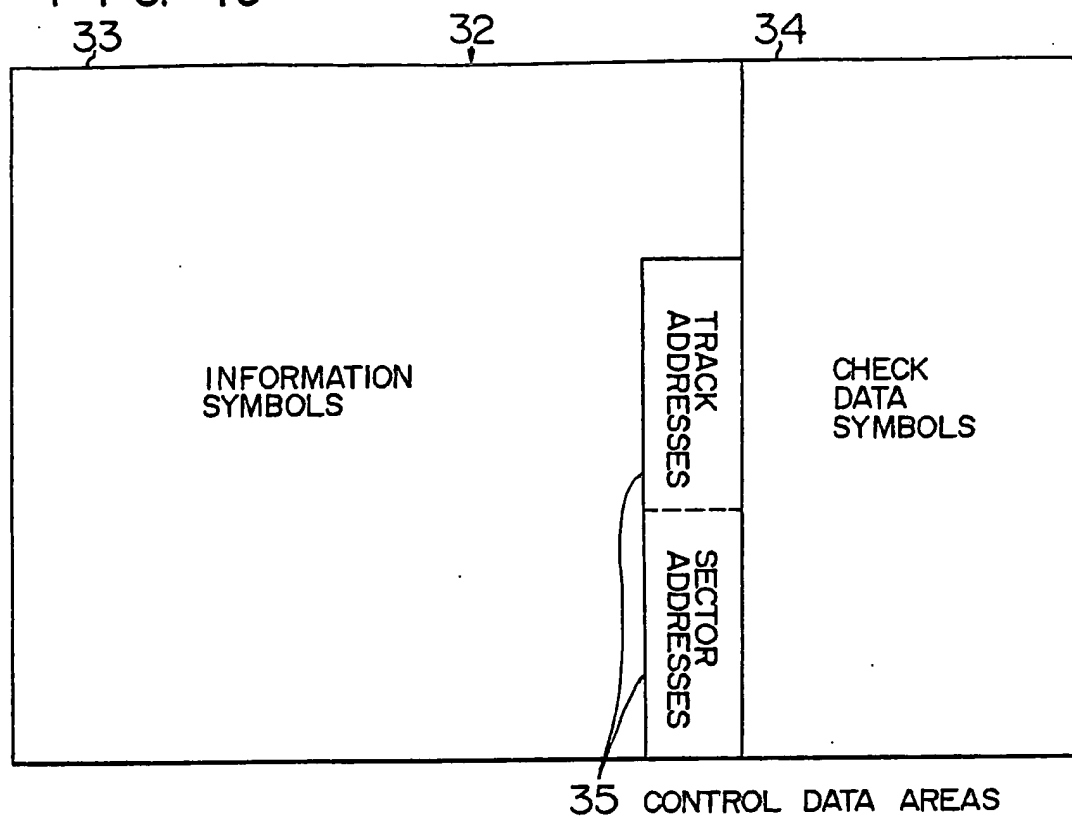 33 32 34
INFORMATION
SYMBOLS
TRACK
ADDRESSES
SECTOR
ADDRESSES
CHECK
DATA
SYMBOLS
35 CONTROL DATA AREAS